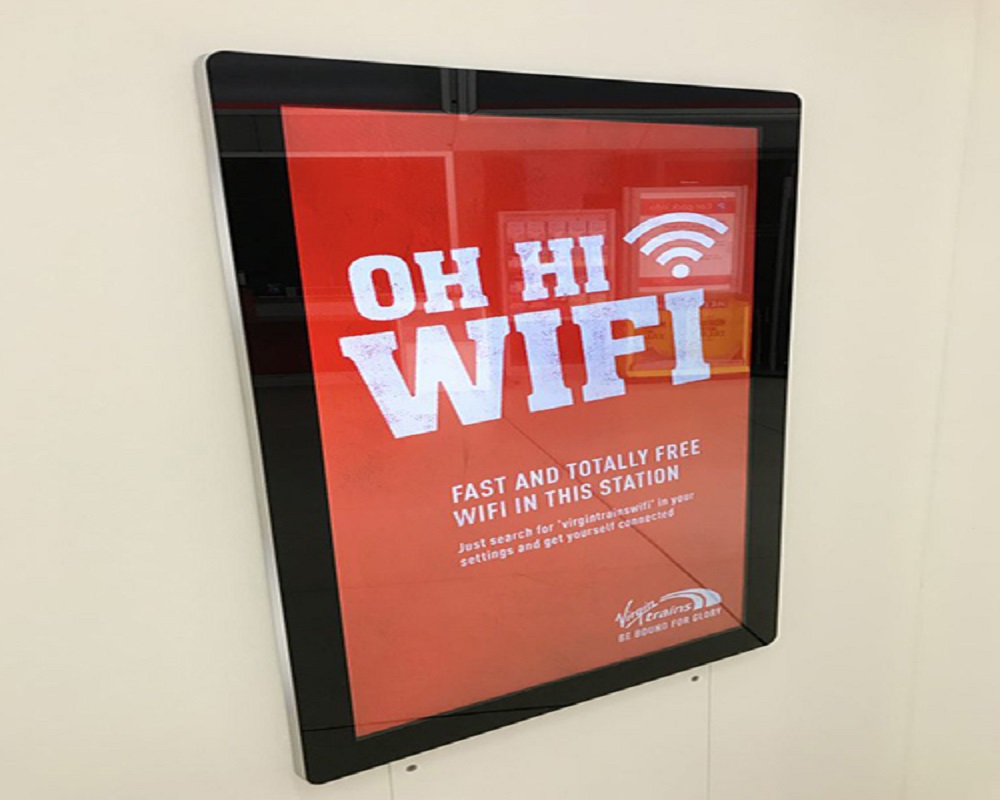 OH HI
WIFI
FAST AND TOTALLY FREE
WIFI IN THIS STATION
Just search for 'virgintrainswifi' in your
settings and get yourself connected
Virgin trains
BE BOUND FOR GLORY